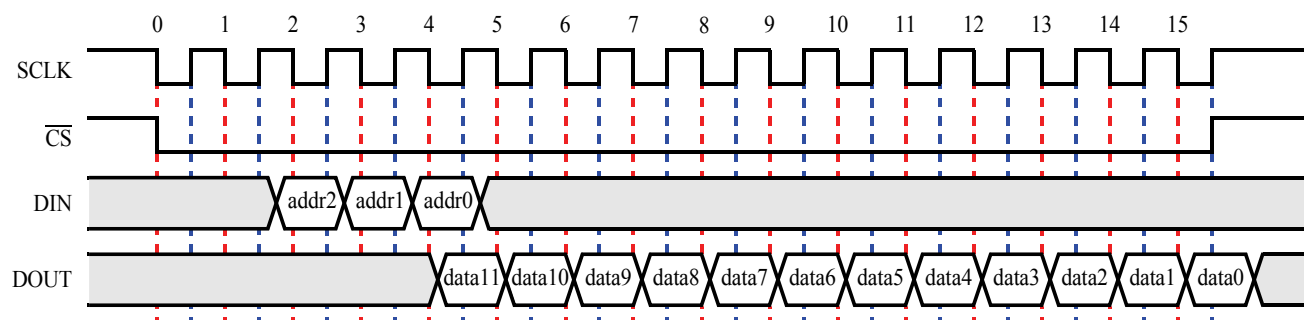 0 1 2 3 4 5 6 7 8 9 10 11 12 13 14 15
SCLK
CS
DIN addr2 addr1 addr0
DOUT data11 data10 data9 data8 data7 data6 data5 data4 data3 data2 data1 data0